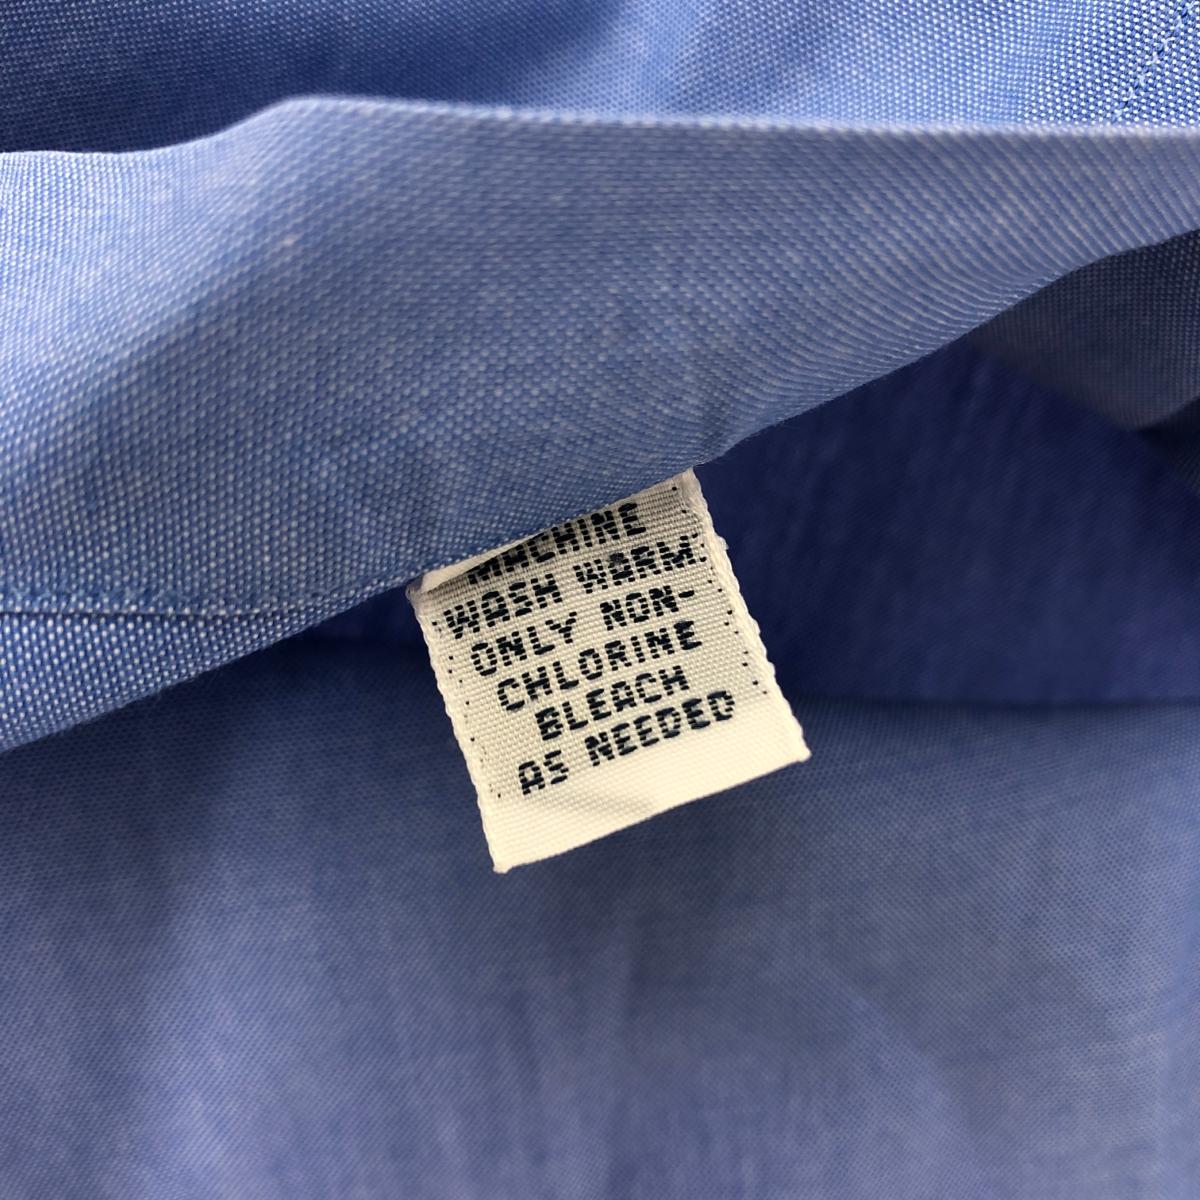 MACHINE
WASH WARM
ONLY NON-
CHLORINE
BLEACH
AS NEEDED